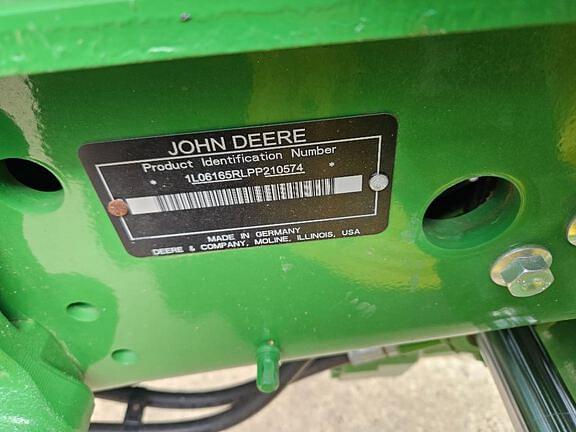 JOHN DEERE
Product Identification Number
* 1L06165RLPP210574 *
MADE IN GERMANY
DEERE & COMPANY, MOLINE, ILLINOIS, USA